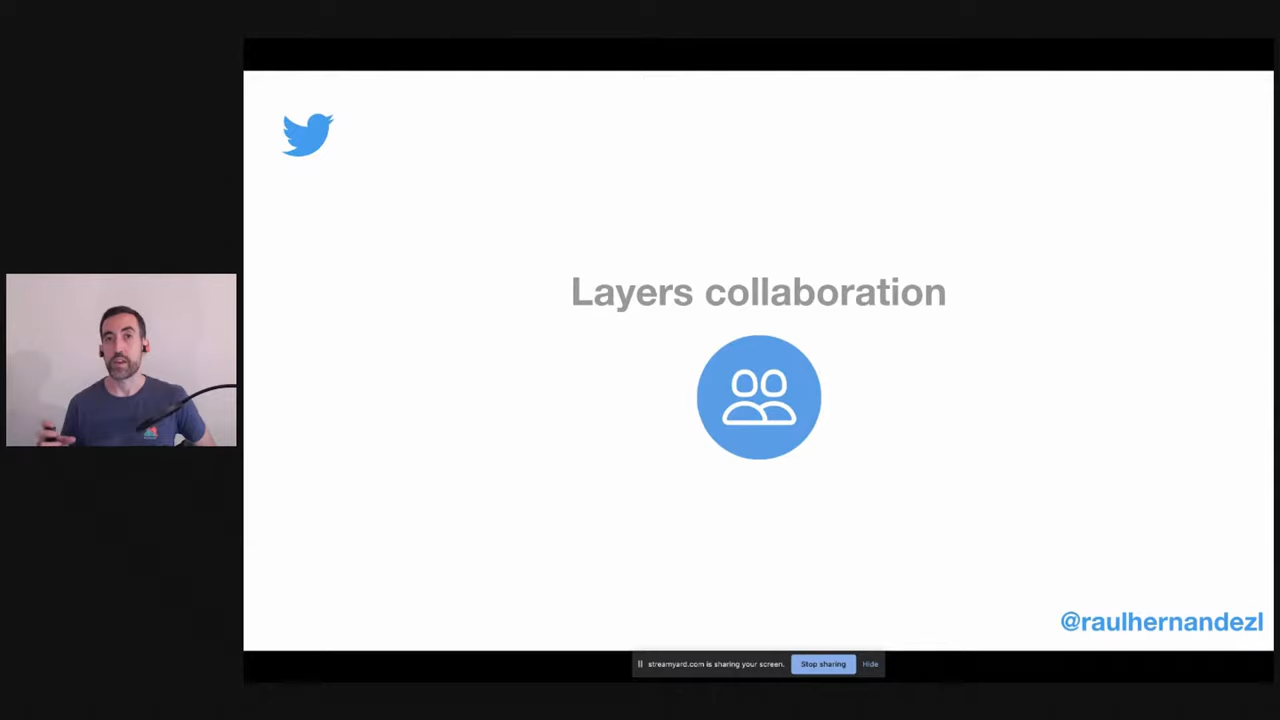 Layers collaboration
@raulhernandezl
streamyard.com is sharing your screen.
Stop sharing
Hide